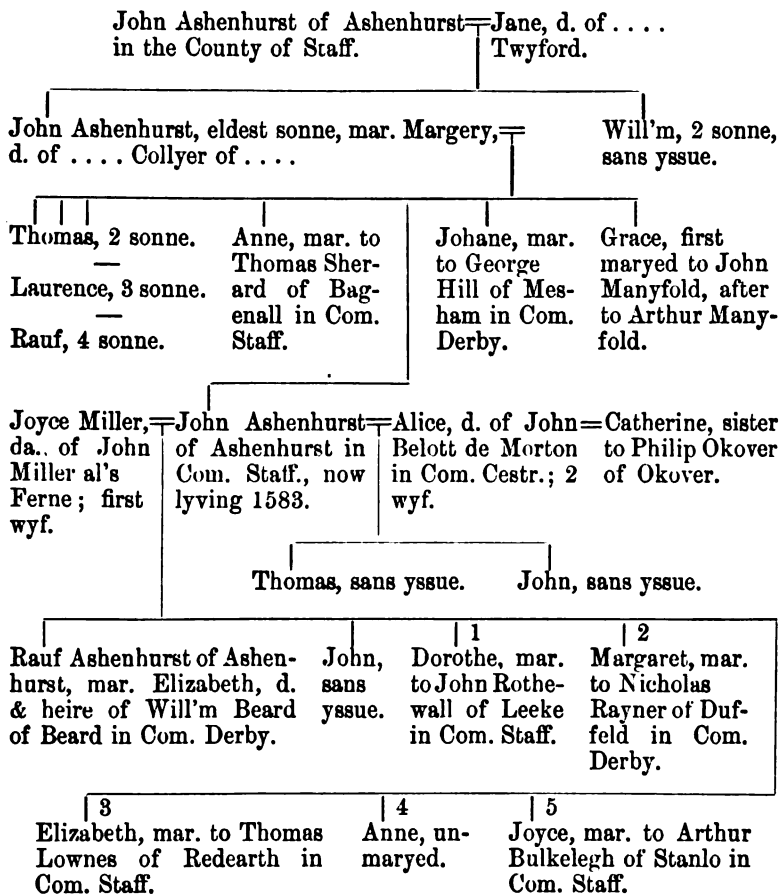 John Ashenhurst of Ashenhurst=Jane, d. of . . . .
in the County of Staff. Twyford.
John Ashenhurst, eldest sonne, mar. Margery,=
d. of . . . . Collyer of . . . .
Will'm, 2 sonne,
sans yssue.
Thomas, 2 sonne.
—
Laurence, 3 sonne.
—
Rauf, 4 sonne.
Anne, mar. to
Thomas Sher-
ard of Bag-
enall in Com.
Staff.
Johane, mar.
to George
Hill of Mes-
ham in Com.
Derby.
Grace, first
maryed to John
Manyfold, after
to Arthur Many-
fold.
Joyce Miller,=
da. of John
Miller al's
Ferne; first
wyf.
John Ashenhurst=
of Ashenhurst in
Com. Staff., now
lyving 1583.
Alice, d. of John=
Belott de Morton
in Com. Cestr.; 2
wyf.
Catherine, sister
to Philip Okover
of Okover.
Thomas, sans yssue. John, sans yssue.
Rauf Ashenhurst of Ashen-
hurst, mar. Elizabeth, d.
& heire of Will'm Beard
of Beard in Com. Derby.
John,
sans
yssue.
1
Dorothe, mar.
to John Rothe-
wall of Leeke
in Com. Staff.
2
Margaret, mar.
to Nicholas
Rayner of Duf-
feld in Com.
Derby.
3
Elizabeth, mar. to Thomas
Lownes of Redearth in
Com. Staff.
4
Anne, un-
maryed.
5
Joyce, mar. to Arthur
Bulkelegh of Stanlo in
Com. Staff.